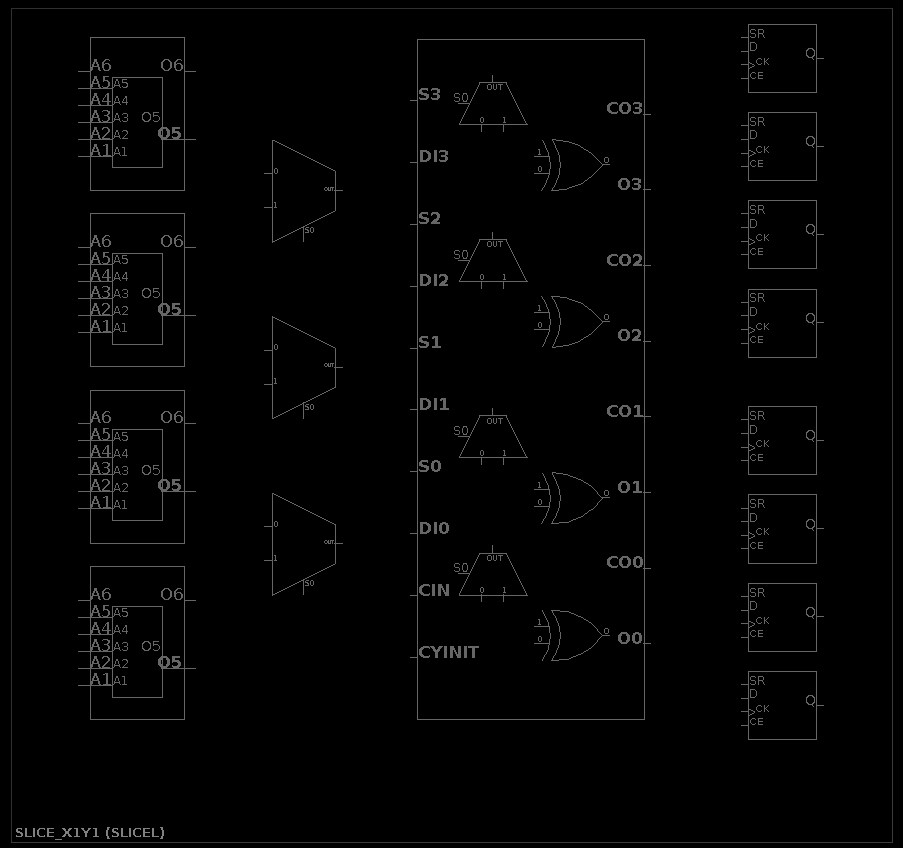 A6 O6
A5 A5
A4 A4
A3 A3 O5
A2 A2 O5
A1 A1
A6 O6
A5 A5
A4 A4
A3 A3 O5
A2 A2 O5
A1 A1
A6 O6
A5 A5
A4 A4
A3 A3 O5
A2 A2 O5
A1 A1
A6 O6
A5 A5
A4 A4
A3 A3 O5
A2 A2 O5
A1 A1
0
OUT
1
S0
0
OUT
1
S0
0
OUT
1
S0
S3
DI3
S2
DI2
S1
DI1
S0
DI0
CIN
CYINIT
OUT
S0
0 1
1
0
O
OUT
S0
0 1
1
0
O
OUT
S0
0 1
1
0
O
OUT
S0
0 1
1
0
O
CO3
O3
CO2
O2
CO1
O1
CO0
O0
SR
D Q
CK
CE
SR
D Q
CK
CE
SR
D Q
CK
CE
SR
D Q
CK
CE
SR
D Q
CK
CE
SR
D Q
CK
CE
SR
D Q
CK
CE
SR
D Q
CK
CE
SLICE_X1Y1 (SLICEL)